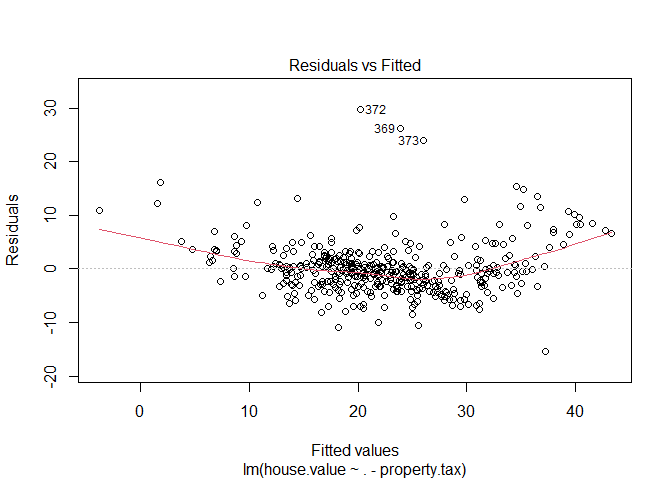 Residuals vs Fitted
Residuals
30
20
10
0
-10
-20
372
369
373
0 10 20 30 40
Fitted values
lm(house.value ~ . - property.tax)